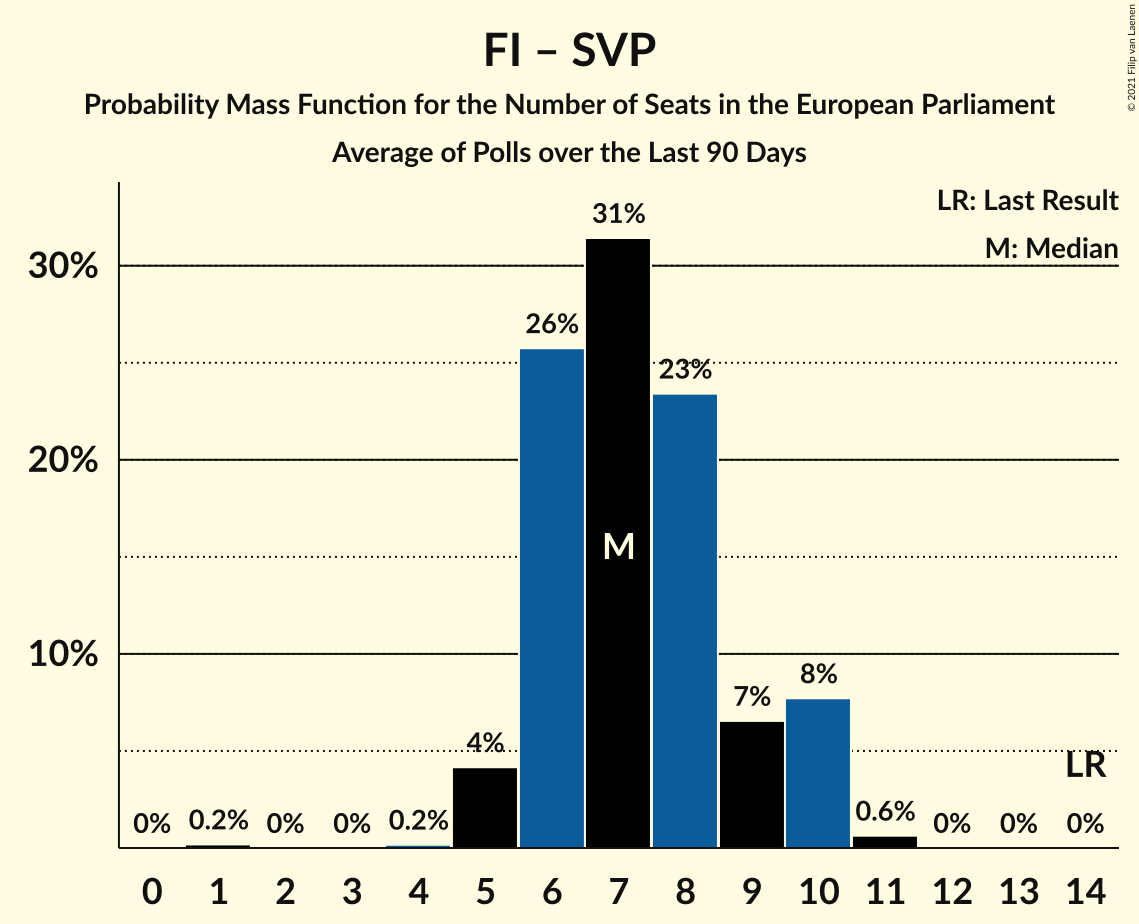 FI – SVP
Probability Mass Function for the Number of Seats in the European Parliament
Average of Polls over the Last 90 Days
© 2021 Filip van Laenen
LR: Last Result
M: Median
30%
20%
10%
0%
0.2%
0%
0%
0.2%
4%
26%
31%
23%
7%
8%
0.6%
0%
0%
0%
M
LR
0 1 2 3 4 5 6 7 8 9 10 11 12 13 14